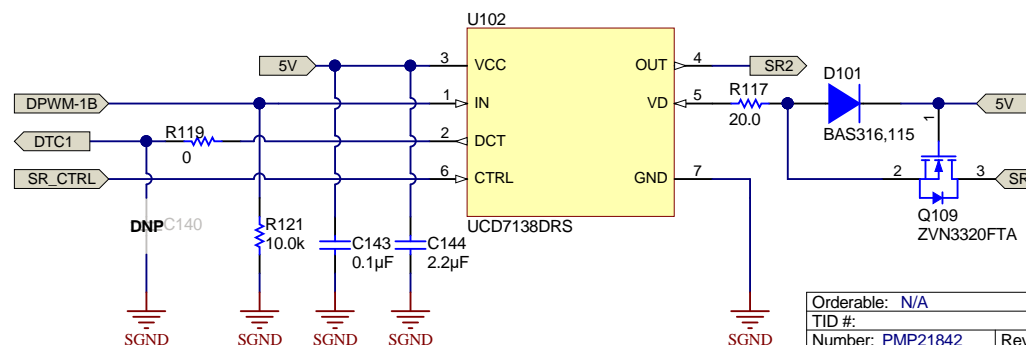 U102
5V
3
VCC
OUT
4
SR2
D101
DPWM-1B
1
IN
VD
5
R117
20.0
5V
BAS316,115
1
DTC1
R119
0
2
DCT
SR_CTRL
6
CTRL
GND
7
2
3
SR
DNP
C140
R121
10.0k
UCD7138DRS
Q109
ZVN3320FTA
C143
0.1µF
C144
2.2µF
SGND
SGND
SGND
SGND
SGND
Orderable: N/A
TID #:
Number: PMP21842
Rev